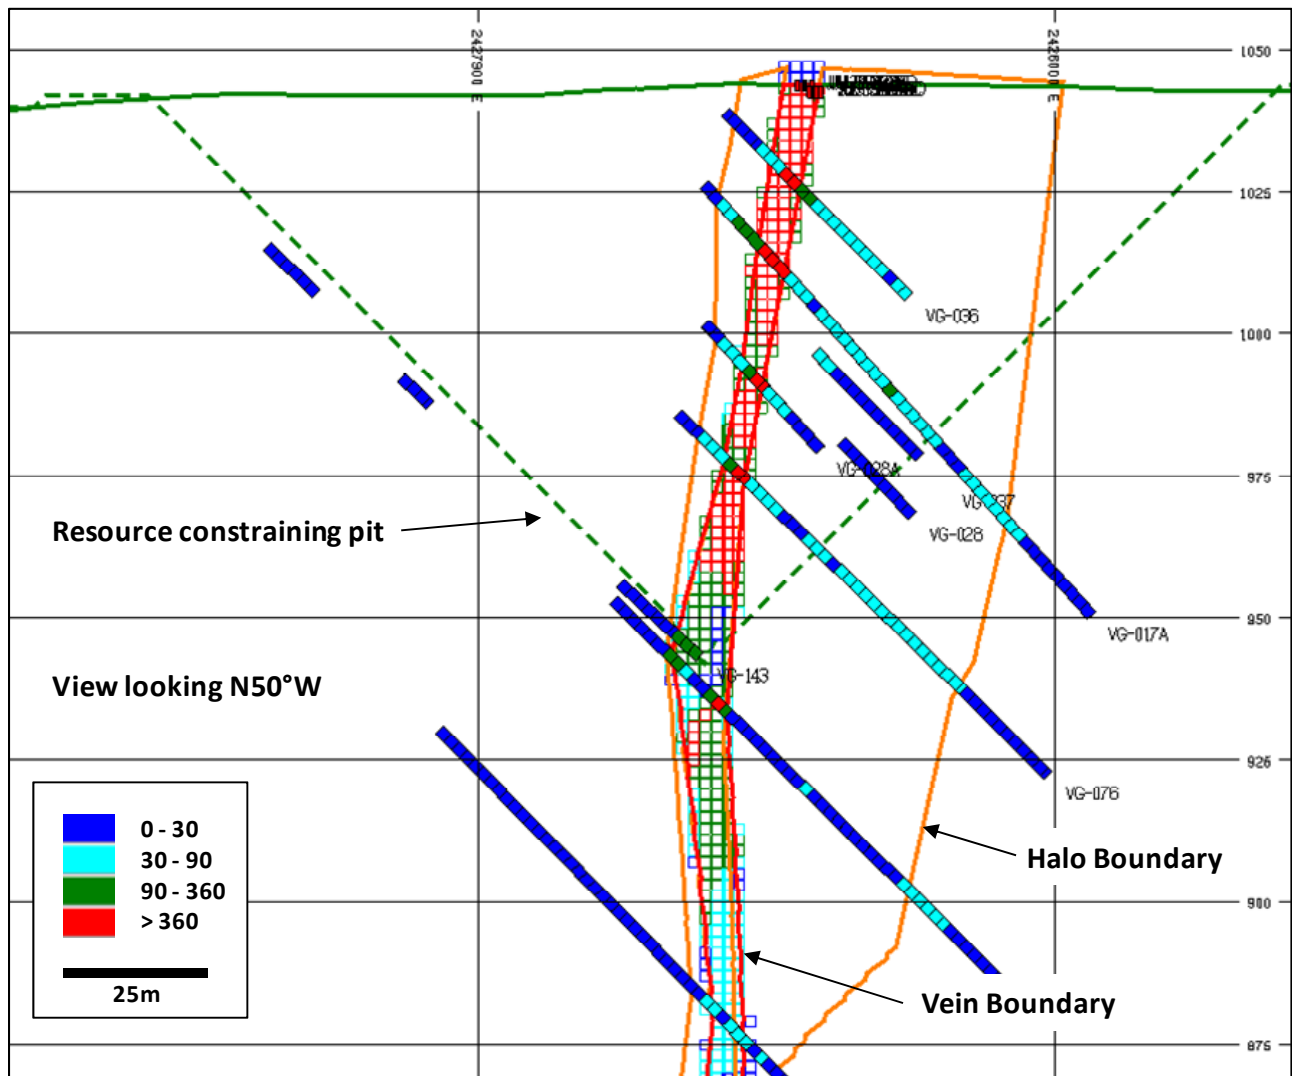 2427900 E
1050
1025
VG-036
1000
VG-028A
975
VG-028
Resource constraining pit
950
VG-017A
VG-143
View looking N50°W
925
VG-076
0 - 30
30 - 90
90 - 360
> 360
25m
Halo Boundary
900
Vein Boundary
875